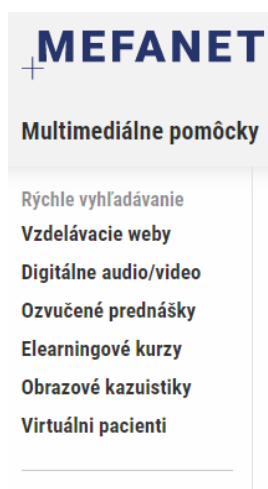 MEFANET
Multimediálne pomôcky
Rýchle vyhľadávanie
Vzdelávacie weby
Digitálne audio/video
Ozvučené prednášky
Elearningové kurzy
Obrazové kazuistiky
Virtuálni pacienti